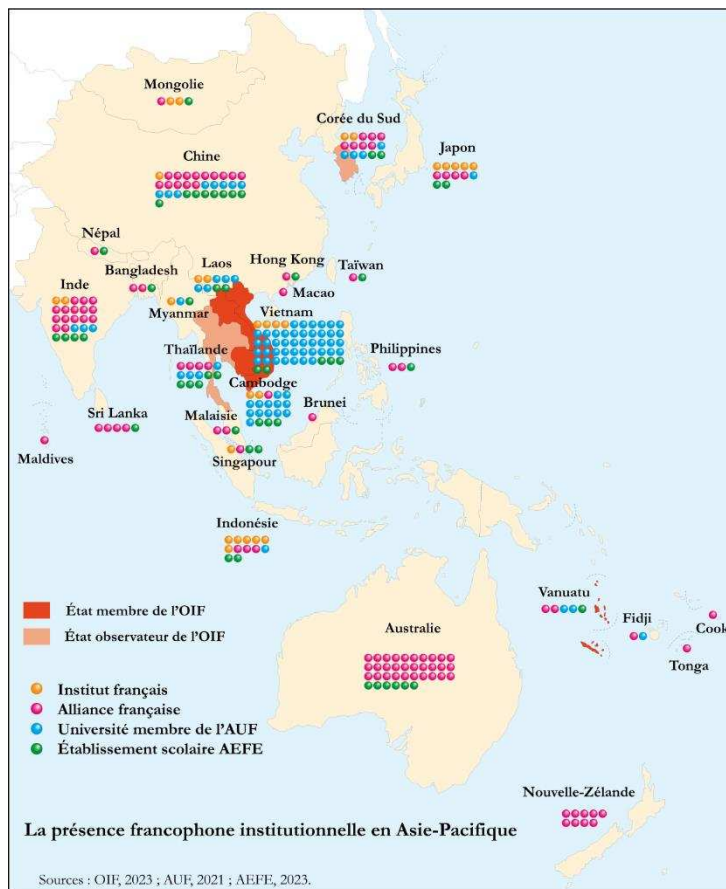 Mongolie
Corée du Sud
Japon
Chine
Népal
Bangladesh
Laos
Hong Kong
Taïwan
Inde
Macao
Myanmar
Vietnam
Thaïlande
Philippines
Cambodge
Brunei
Sri Lanka
Malaisie
Maldives
Singapour
Indonésie
Vanuatu
Fidji
Cook
Tonga
Australie
État membre de l'OIF
État observateur de l'OIF
Institut français
Alliance française
Université membre de l'AUF
Établissement scolaire AEFE
Nouvelle-Zélande
La présence francophone institutionnelle en Asie-Pacifique
Sources : OIF, 2023 ; AUF, 2021 ; AEFE, 2023.